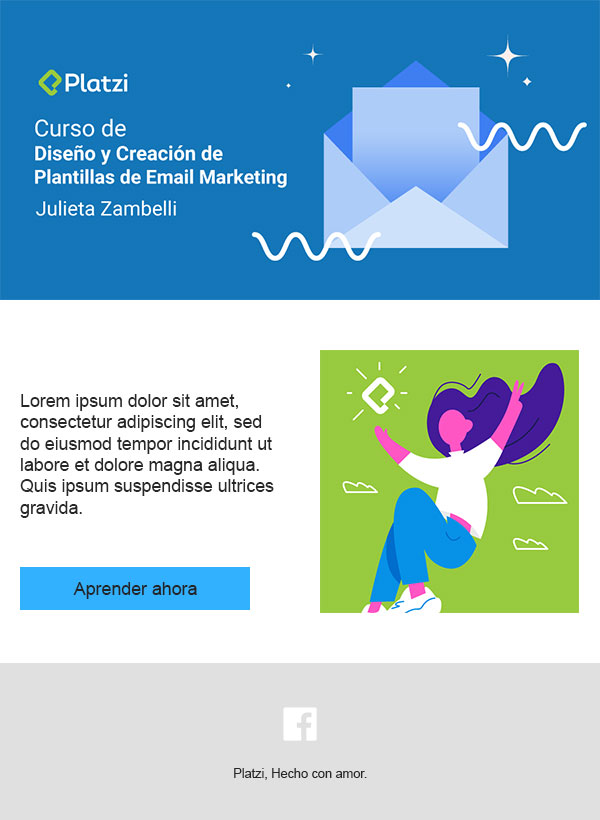 Platzi
Curso de
Diseño y Creación de
Plantillas de Email Marketing
Julieta Zambelli
Lorem ipsum dolor sit amet,
consectetur adipiscing elit, sed
do eiusmod tempor incididunt ut
labore et dolore magna aliqua.
Quis ipsum suspendisse ultrices
gravida.
Aprender ahora
Platzi, Hecho con amor.